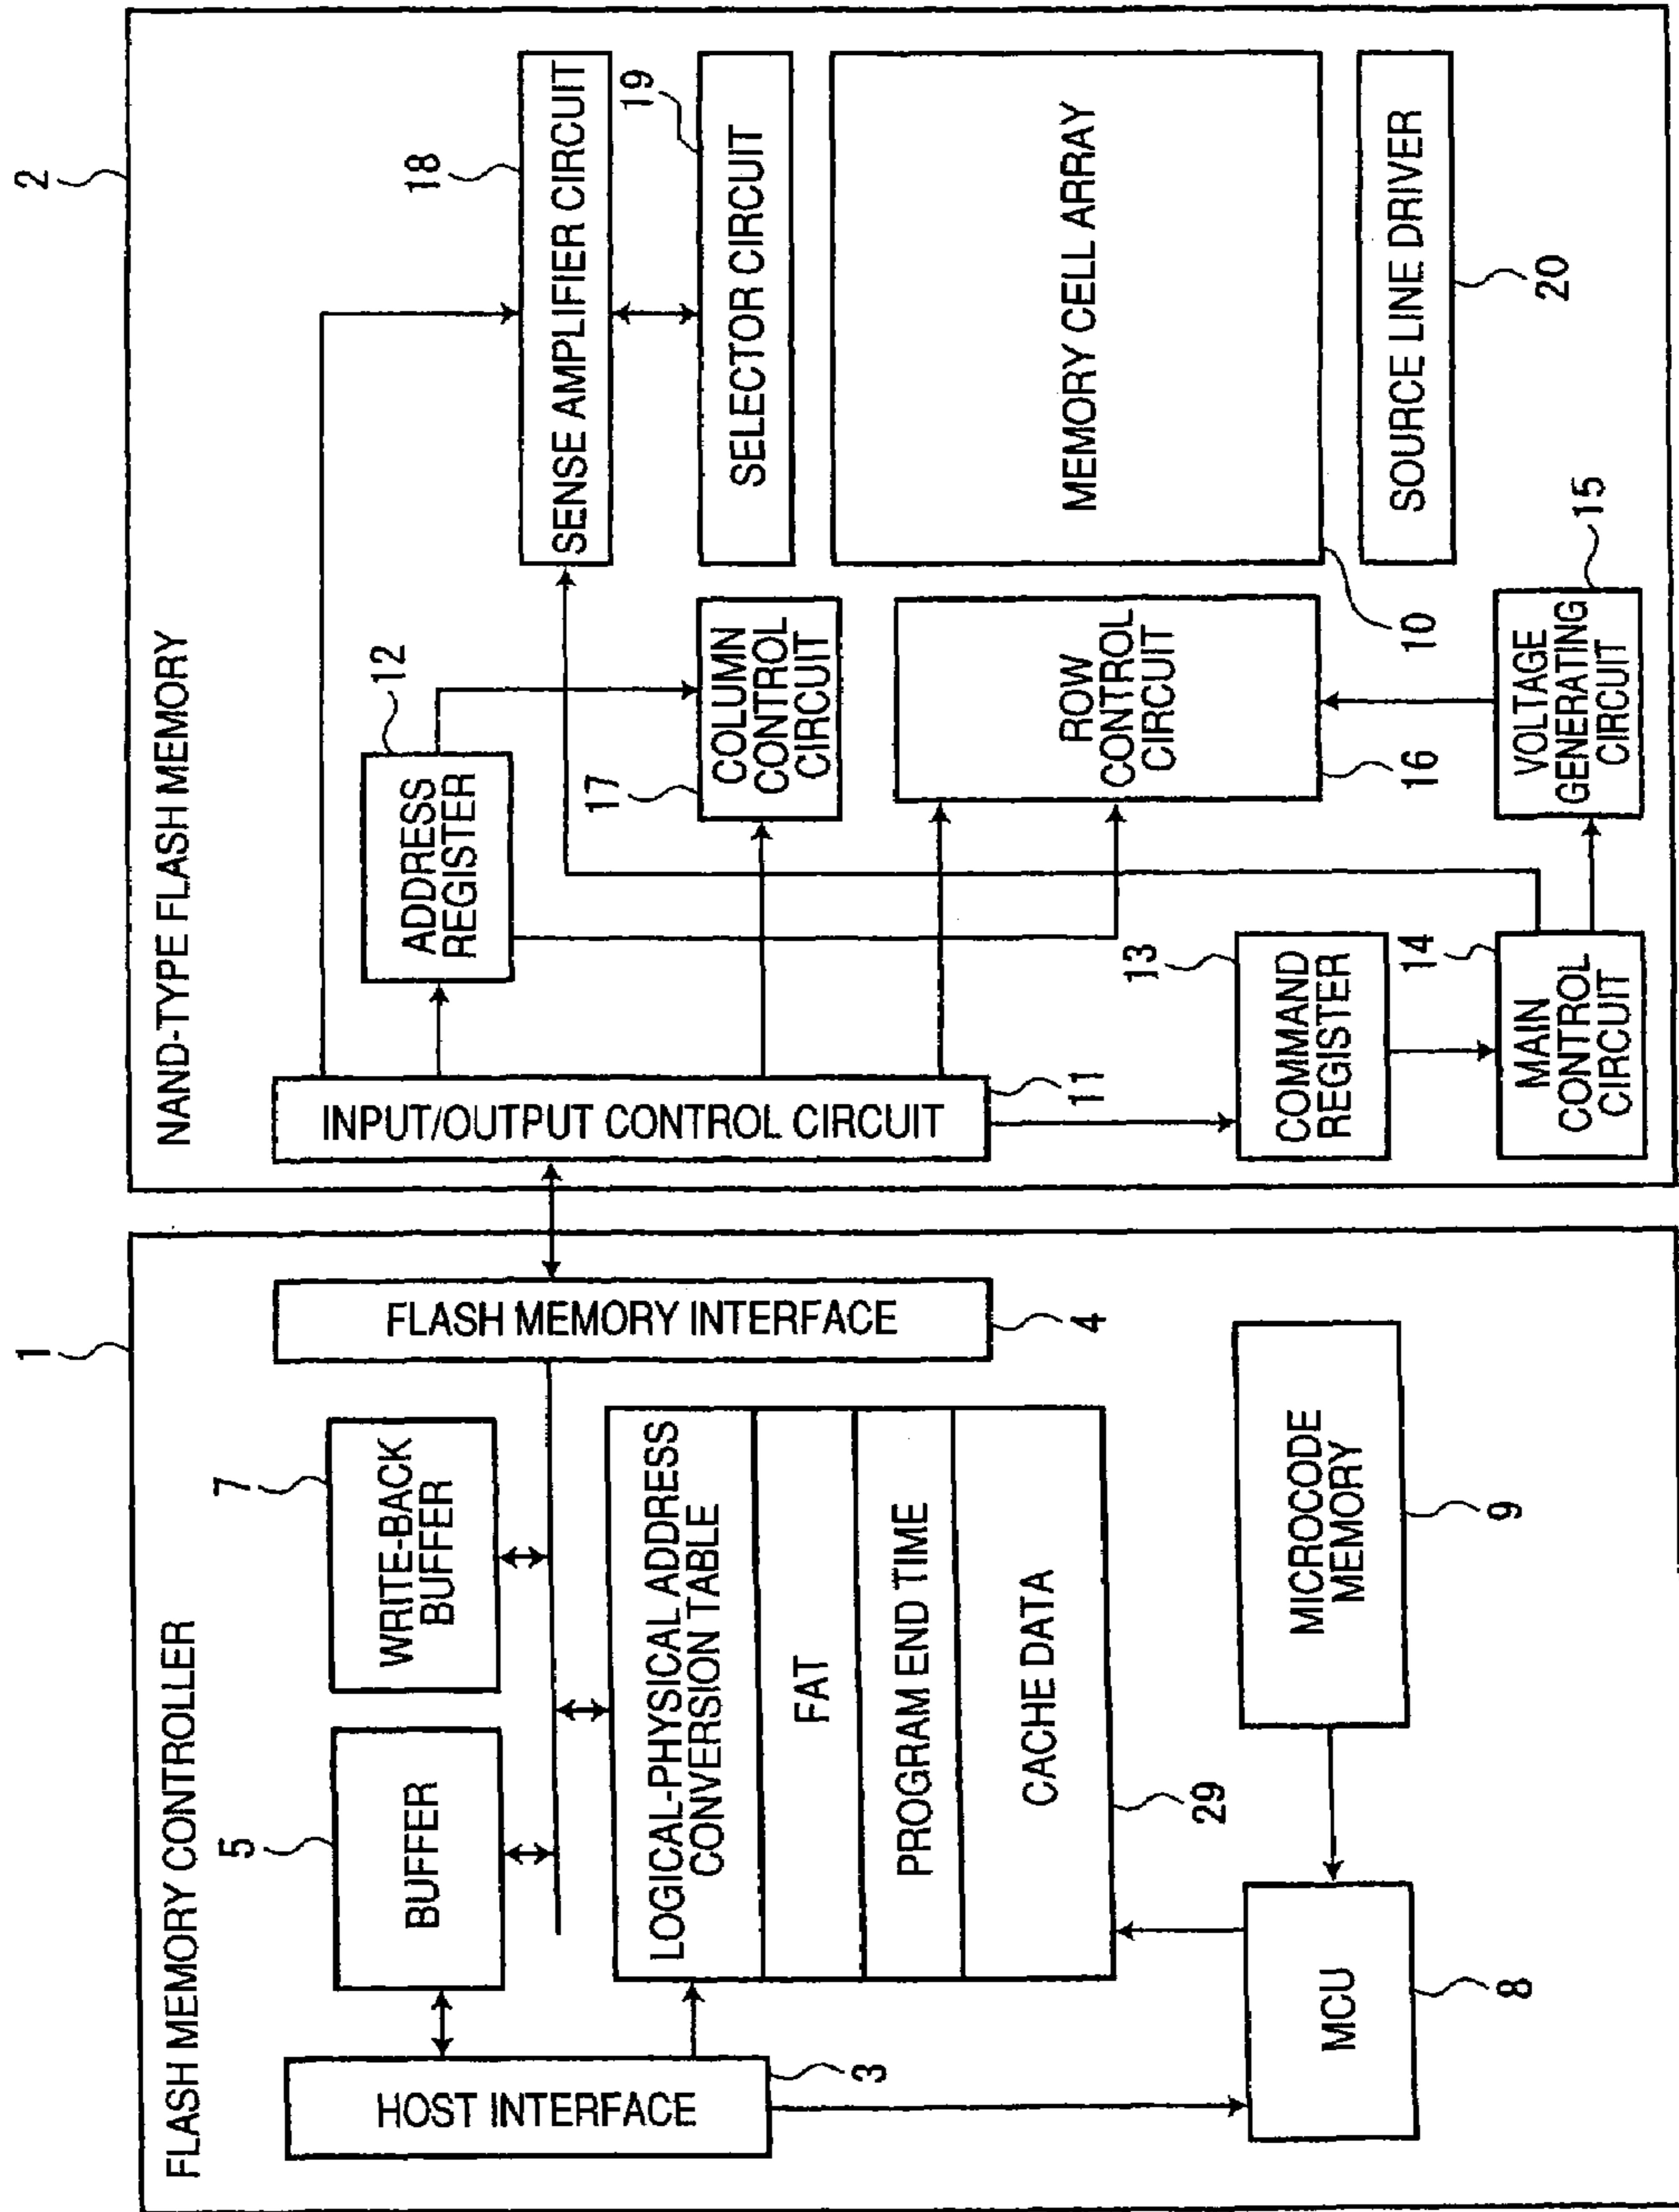 1
FLASH MEMORY CONTROLLER
5
BUFFER
7
WRITE-BACK
BUFFER
HOST INTERFACE
3
LOGICAL-PHYSICAL ADDRESS
CONVERSION TABLE
FAT
PROGRAM END TIME
CACHE DATA
29
FLASH MEMORY INTERFACE
4
MCU
8
MICROCODE
MEMORY
9
2
NAND-TYPE FLASH MEMORY
INPUT/OUTPUT CONTROL CIRCUIT
11
ADDRESS
REGISTER
12
18
SENSE AMPLIFIER CIRCUIT
19
SELECTOR CIRCUIT
17
COLUMN
CONTROL
CIRCUIT
ROW
CONTROL
CIRCUIT
16
MEMORY CELL ARRAY
10
13
COMMAND
REGISTER
14
MAIN
CONTROL
CIRCUIT
VOLTAGE
GENERATING
CIRCUIT
15
SOURCE LINE DRIVER
20